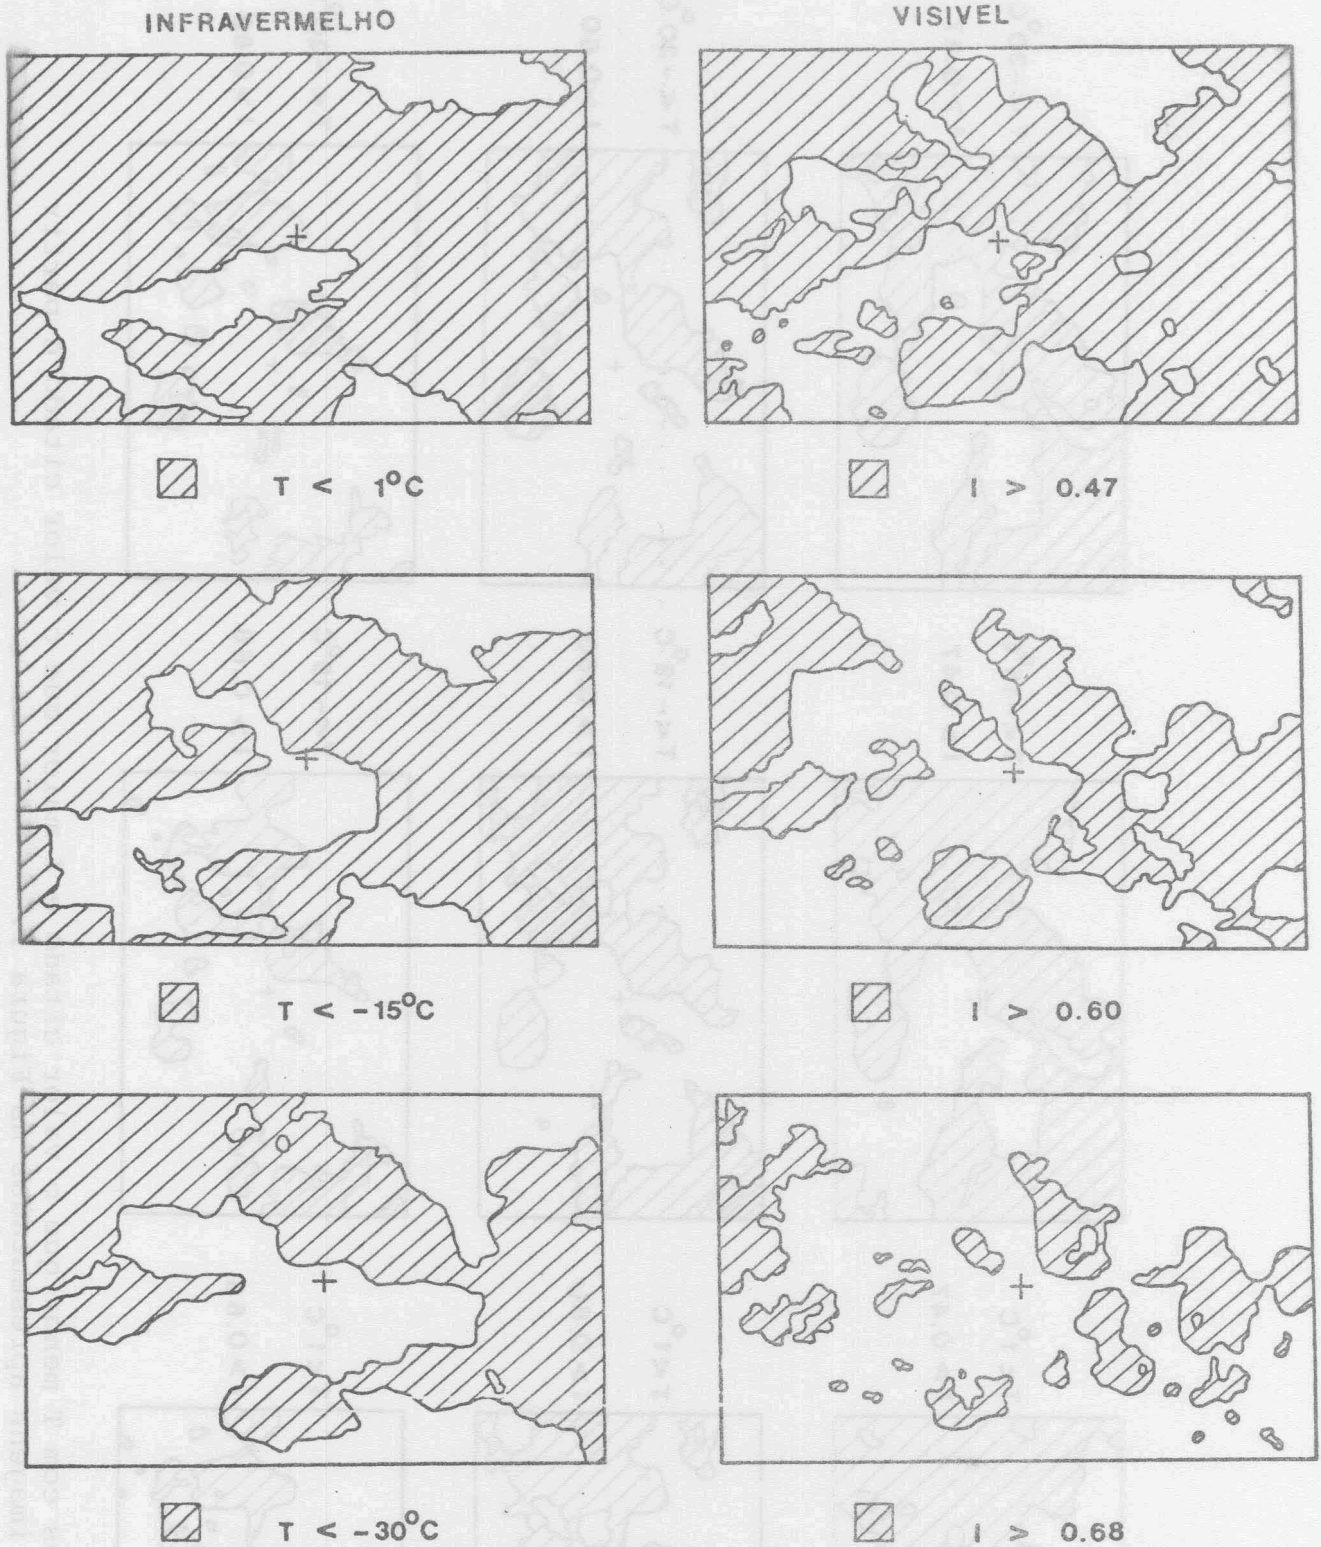 INFRAVERMELHO
VISIVEL
T < 1°C
I > 0.47
T < -15°C
I > 0.60
T < -30°C
I > 0.68